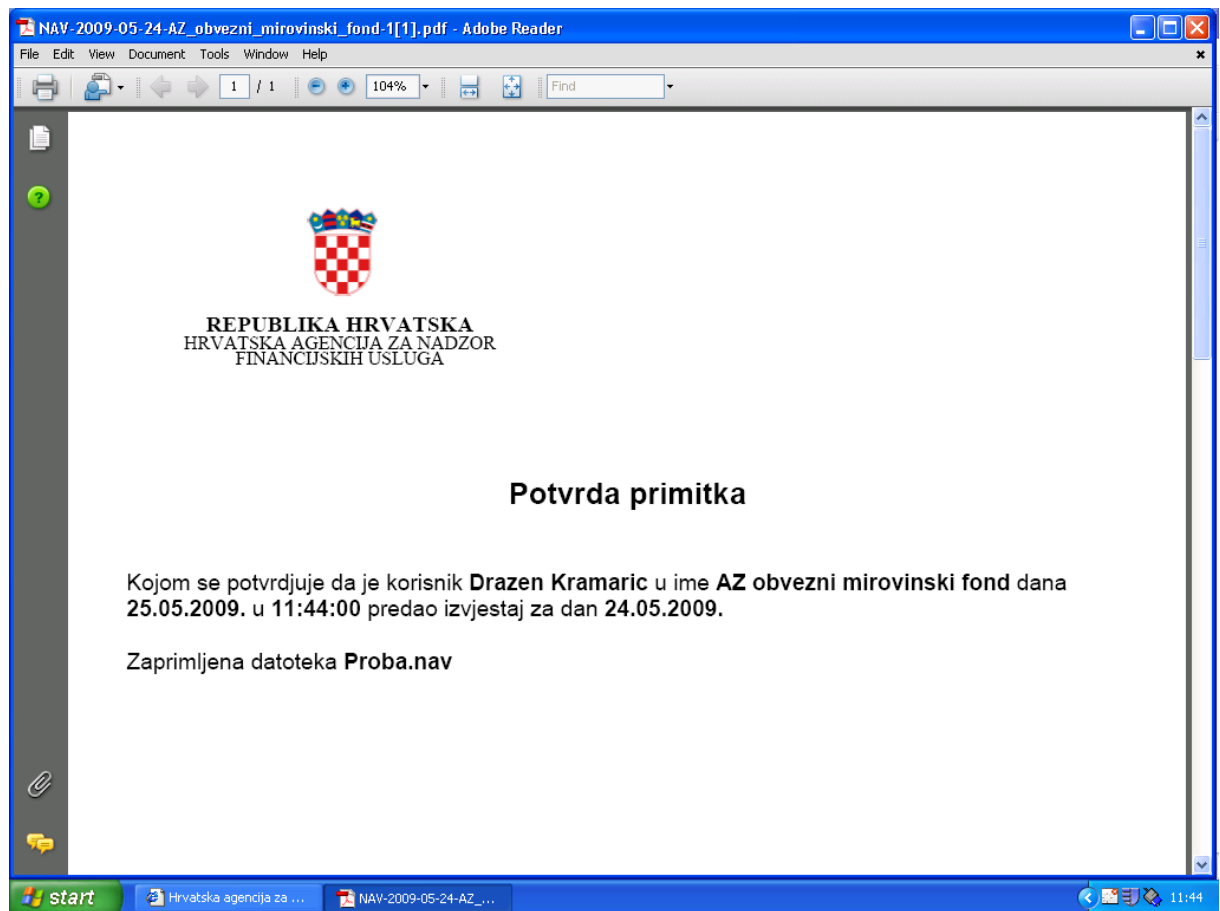 NAV-2009-05-24-AZ_obvezni_mirovinski_fond-1[1].pdf - Adobe Reader
File Edit View Document Tools Window Help
1 / 1 104% Find
REPUBLIKA HRVATSKA
HRVATSKA AGENCIJA ZA NADZOR
FINANCIJSKIH USLUGA
Potvrda primitka
Kojom se potvrdjuje da je korisnik Drazen Kramaric u ime AZ obvezni mirovinski fond dana
25.05.2009. u 11:44:00 predao izvjestaj za dan 24.05.2009.
Zaprimljena datoteka Proba.nav
start Hrvatska agencija za ... NAV-2009-05-24-AZ_... 11:44